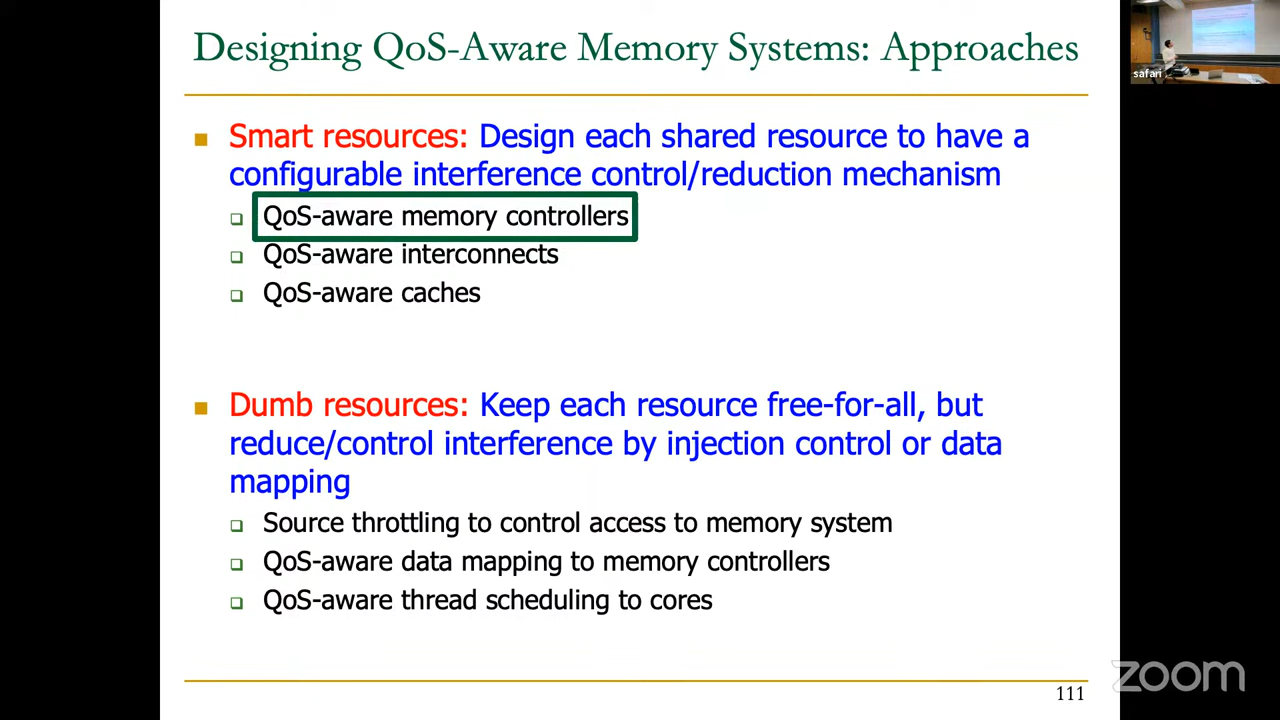 Designing QoS-Aware Memory Systems: Approaches
safari
Smart resources: Design each shared resource to have a
configurable interference control/reduction mechanism
QoS-aware memory controllers
QoS-aware interconnects
QoS-aware caches
Dumb resources: Keep each resource free-for-all, but
reduce/control interference by injection control or data
mapping
Source throttling to control access to memory system
QoS-aware data mapping to memory controllers
QoS-aware thread scheduling to cores
111
zoom